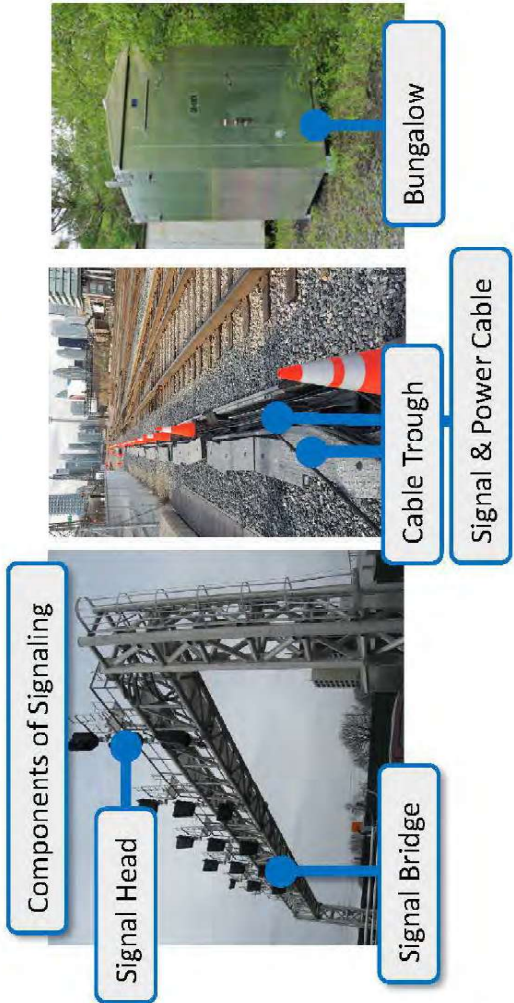 Components of Signaling
Signal Head
Signal Bridge
Cable Trough
Signal & Power Cable
Bungalow